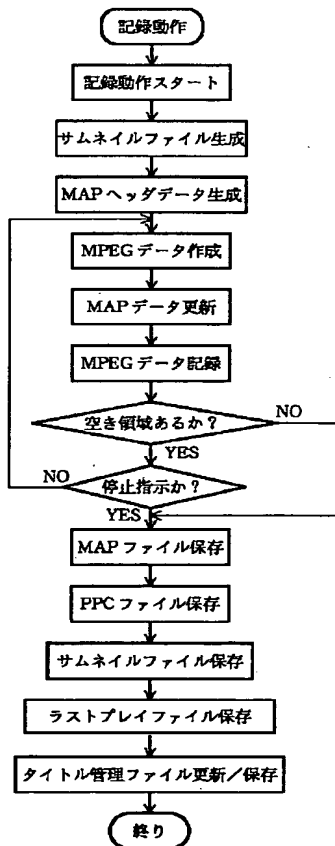 記録動作
記録動作スタート
サムネイルファイル生成
MAPヘッダデータ生成
MPEGデータ作成
MAPデータ更新
MPEGデータ記録
空き領域あるか？
NO
YES
停止指示か？
NO
YES
MAPファイル保存
PPCファイル保存
サムネイルファイル保存
ラストプレイファイル保存
タイトル管理ファイル更新／保存
終り